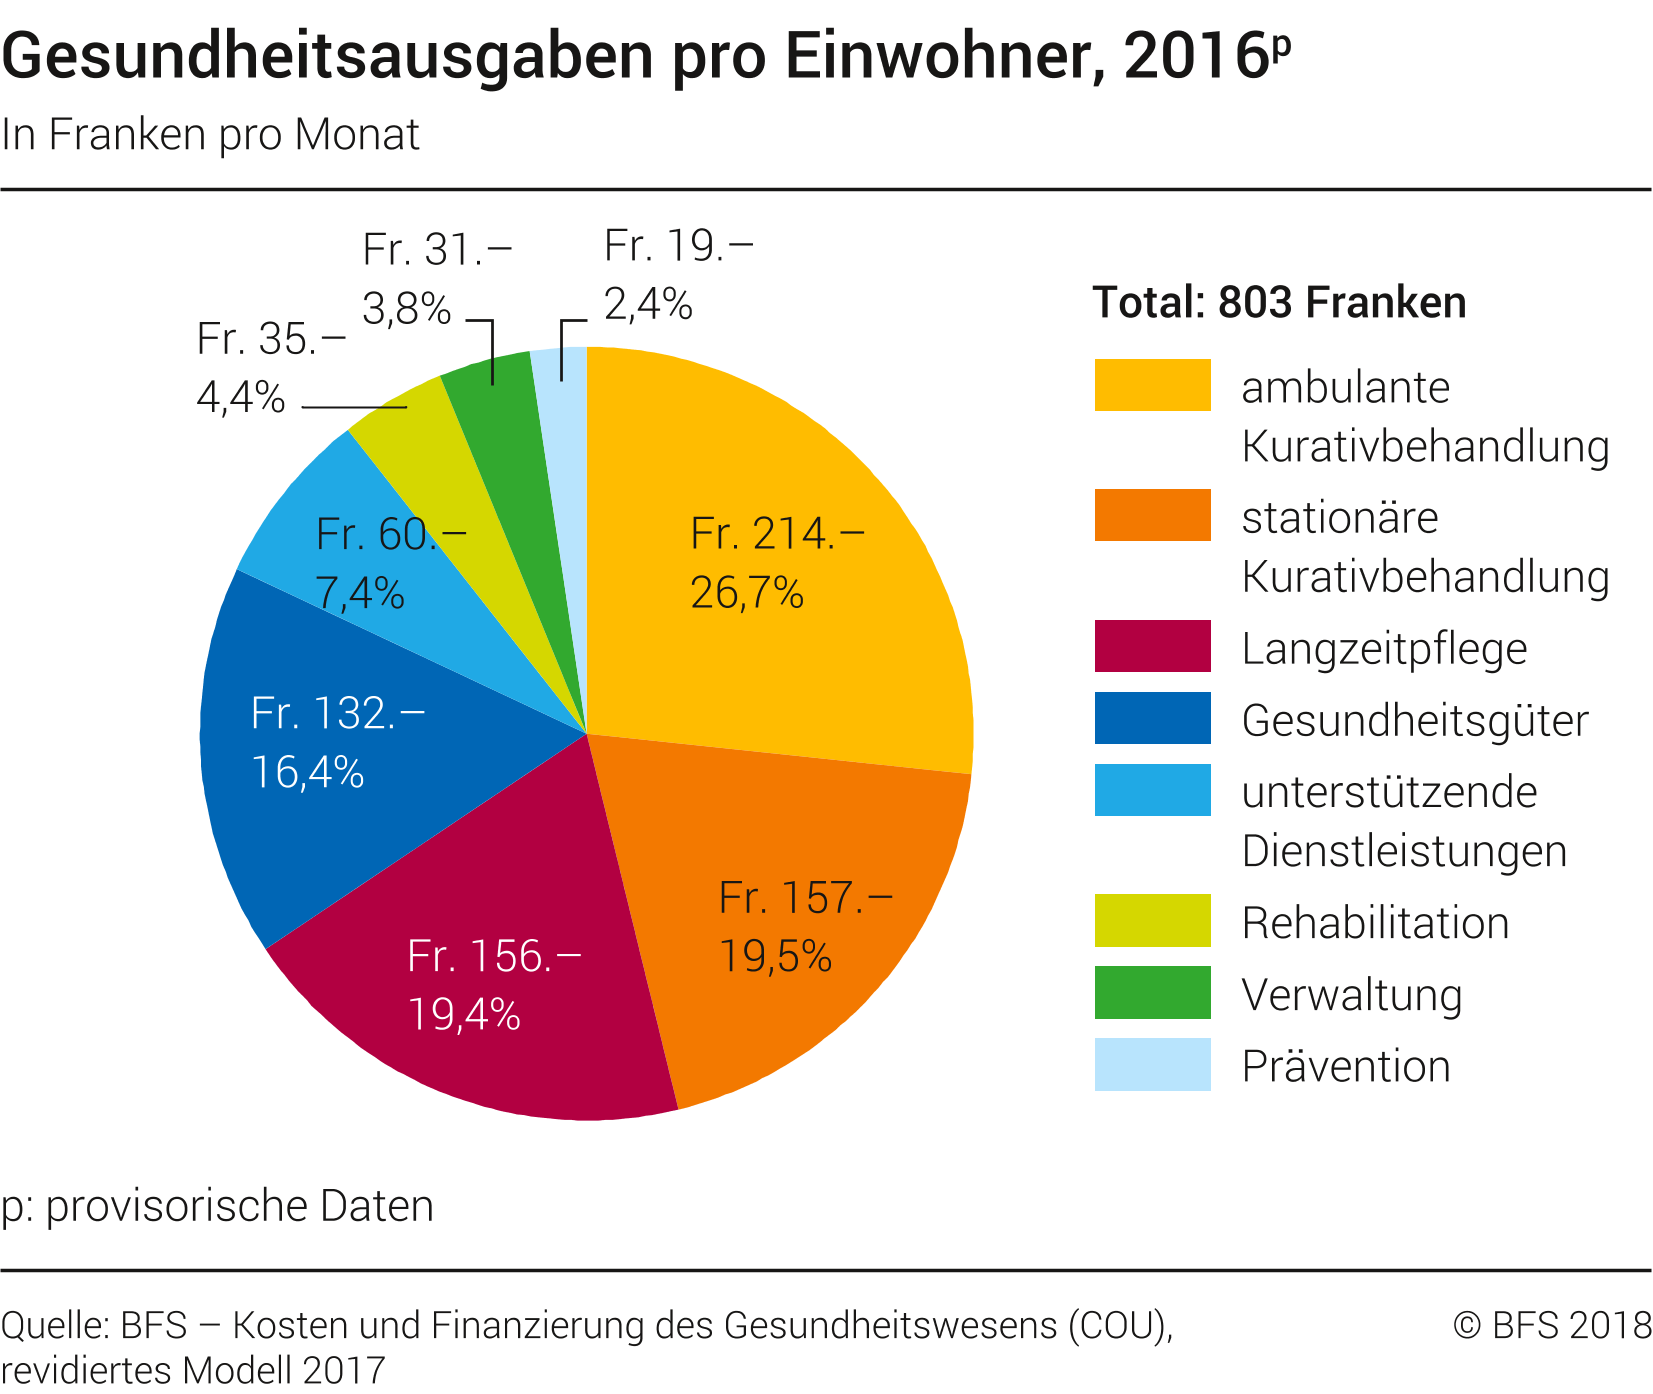 Gesundheitsausgaben pro Einwohner, 2016ᵖ
In Franken pro Monat
Fr. 31.–
3,8%
Fr. 19.–
2,4%
Fr. 35.–
4,4%
Fr. 60.–
7,4%
Fr. 214.–
26,7%
Fr. 132.–
16,4%
Fr. 157.–
19,5%
Fr. 156.–
19,4%
Total: 803 Franken
ambulante
Kurativbehandlung
stationäre
Kurativbehandlung
Langzeitpflege
Gesundheitsgüter
unterstützende
Dienstleistungen
Rehabilitation
Verwaltung
Prävention
p: provisorische Daten
Quelle: BFS – Kosten und Finanzierung des Gesundheitswesens (COU),
revidiertes Modell 2017
© BFS 2018